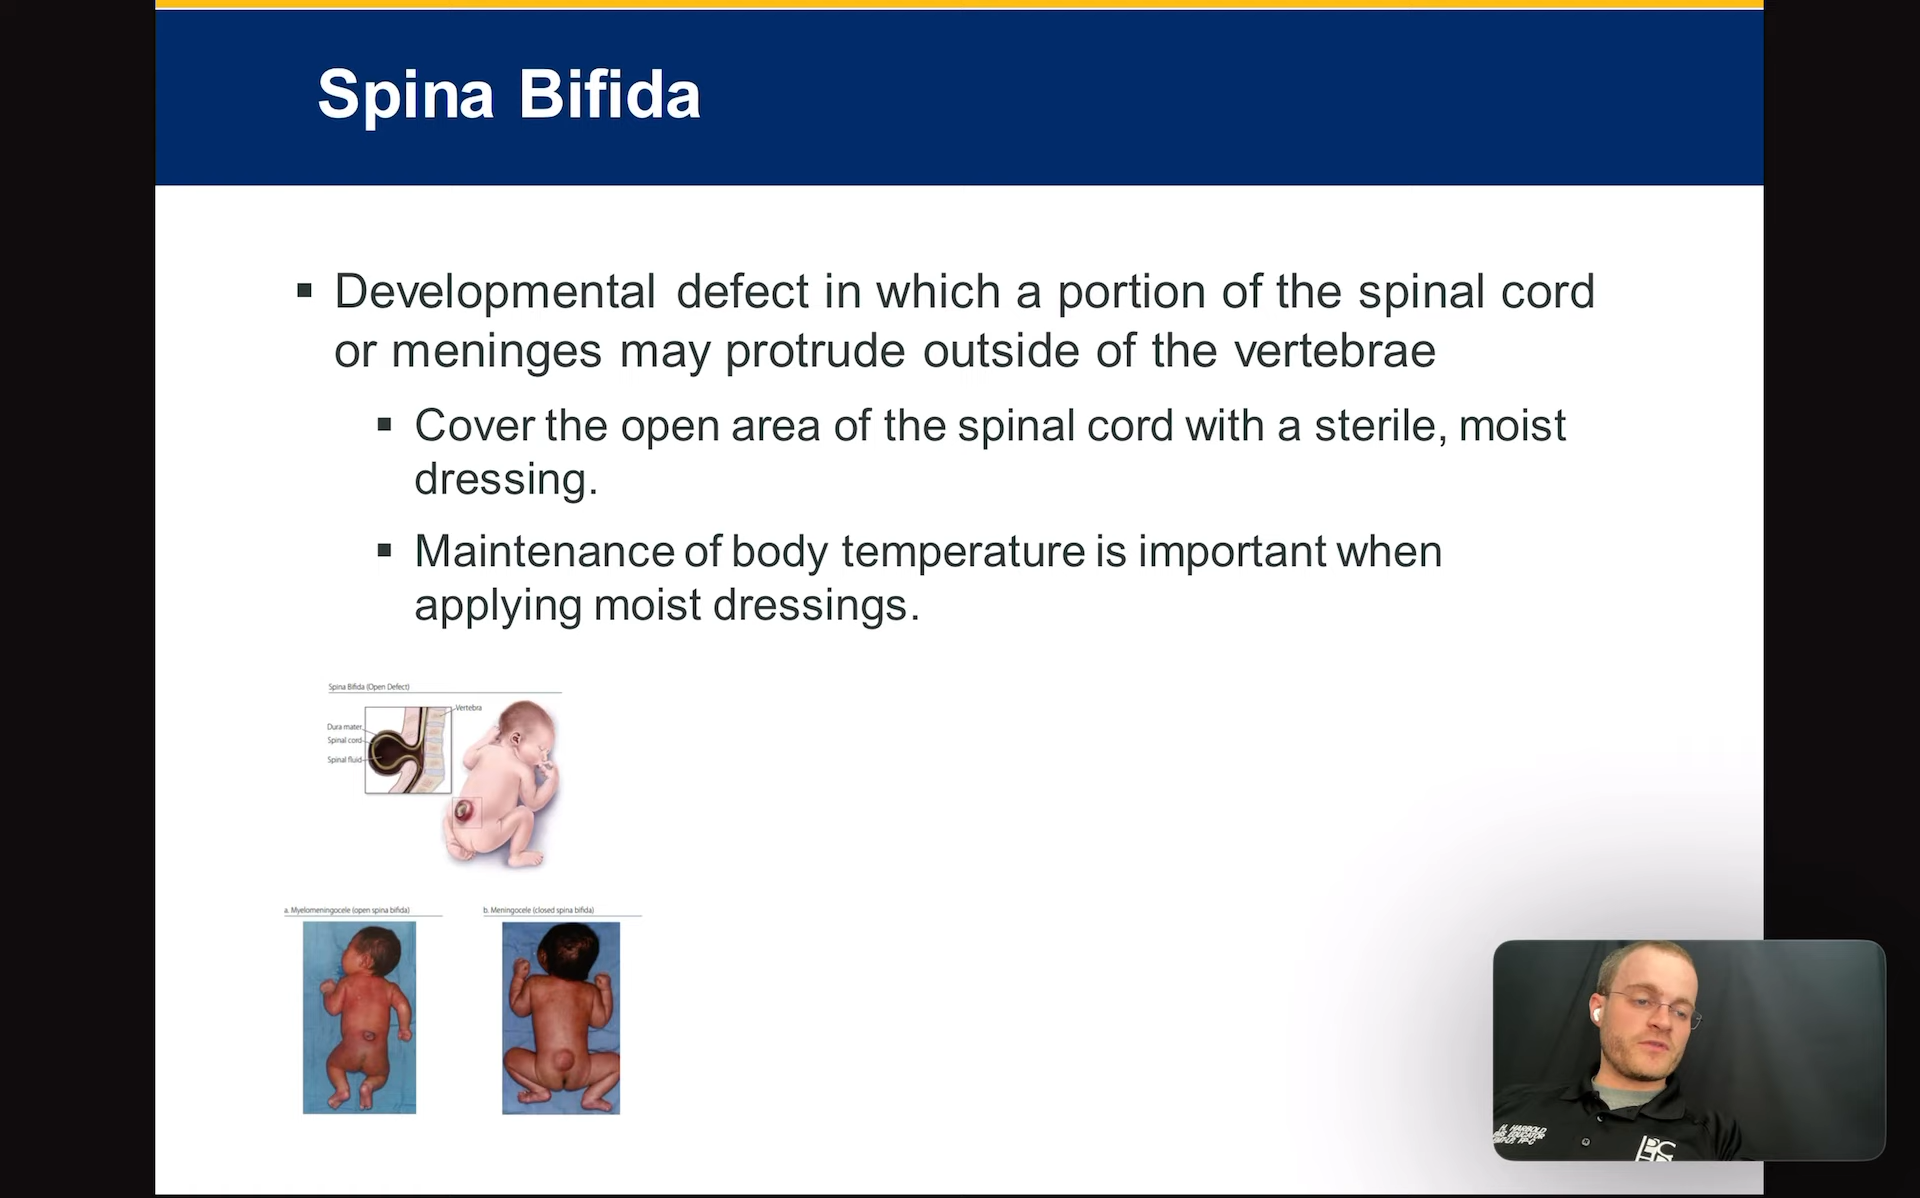 Spina Bifida
▪ Developmental defect in which a portion of the spinal cord
or meninges may protrude outside of the vertebrae
▪ Cover the open area of the spinal cord with a sterile, moist
dressing.
▪ Maintenance of body temperature is important when
applying moist dressings.
Spina Bifida (Open Defect)
Vertebra
Dura mater
Spinal cord
Spinal fluid
a. Myelomeningocele (open spina bifida)
b. Meningocele (closed spina bifida)
HARBOLD
EDUCATOR